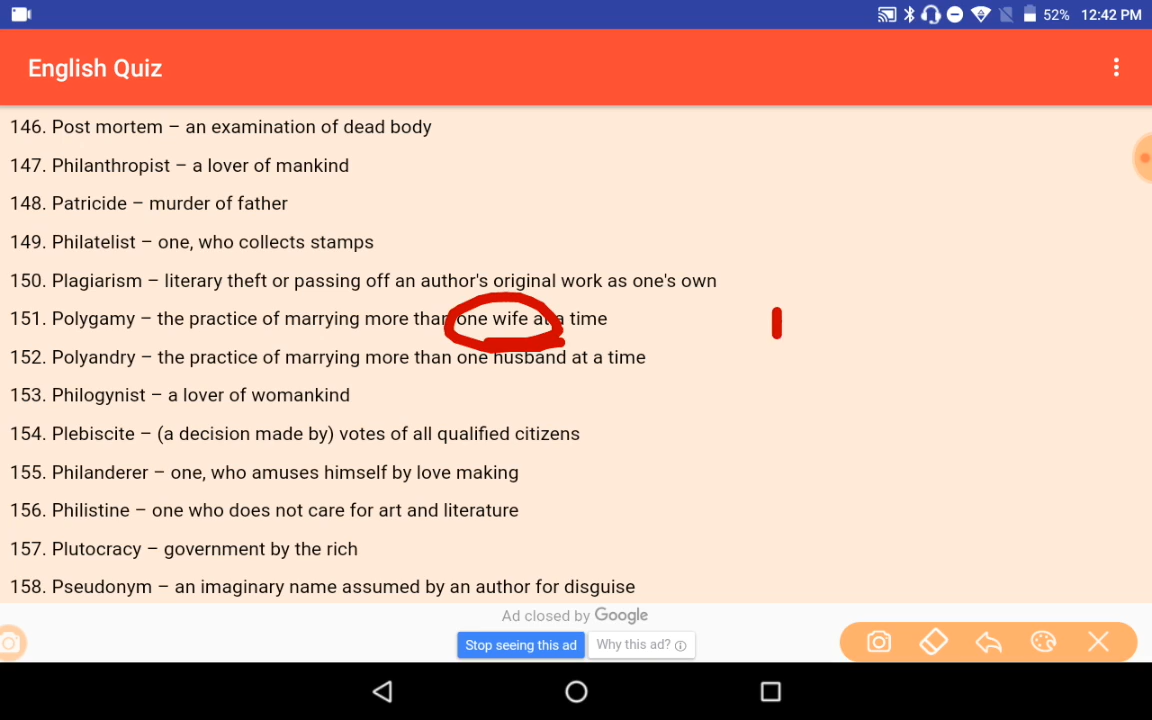 52% 12:42 PM
English Quiz
146. Post mortem – an examination of dead body
147. Philanthropist – a lover of mankind
148. Patricide – murder of father
149. Philatelist – one, who collects stamps
150. Plagiarism – literary theft or passing off an author's original work as one's own
151. Polygamy – the practice of marrying more than one wife at a time
152. Polyandry – the practice of marrying more than one husband at a time
153. Philogynist – a lover of womankind
154. Plebiscite – (a decision made by) votes of all qualified citizens
155. Philanderer – one, who amuses himself by love making
156. Philistine – one who does not care for art and literature
157. Plutocracy – government by the rich
158. Pseudonym – an imaginary name assumed by an author for disguise
Ad closed by Google
Stop seeing this ad Why this ad?